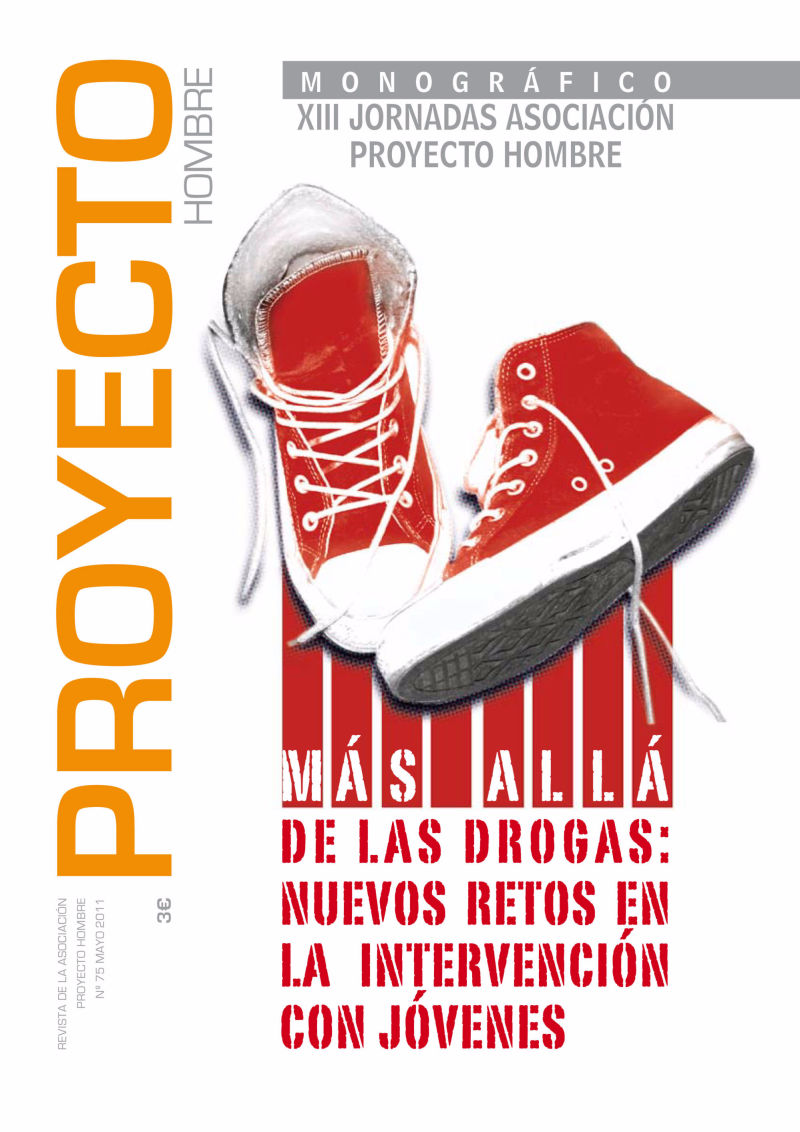 PROYECTO
HOMBRE
REVISTA DE LA ASOCIACIÓN
PROYECTO HOMBRE
Nº 75 MAYO 2011
3€
MONOGRÁFICO
XIII JORNADAS ASOCIACIÓN
PROYECTO HOMBRE
MÁS ALLÁ
DE LAS DROGAS:
NUEVOS RETOS EN
LA INTERVENCIÓN
CON JÓVENES